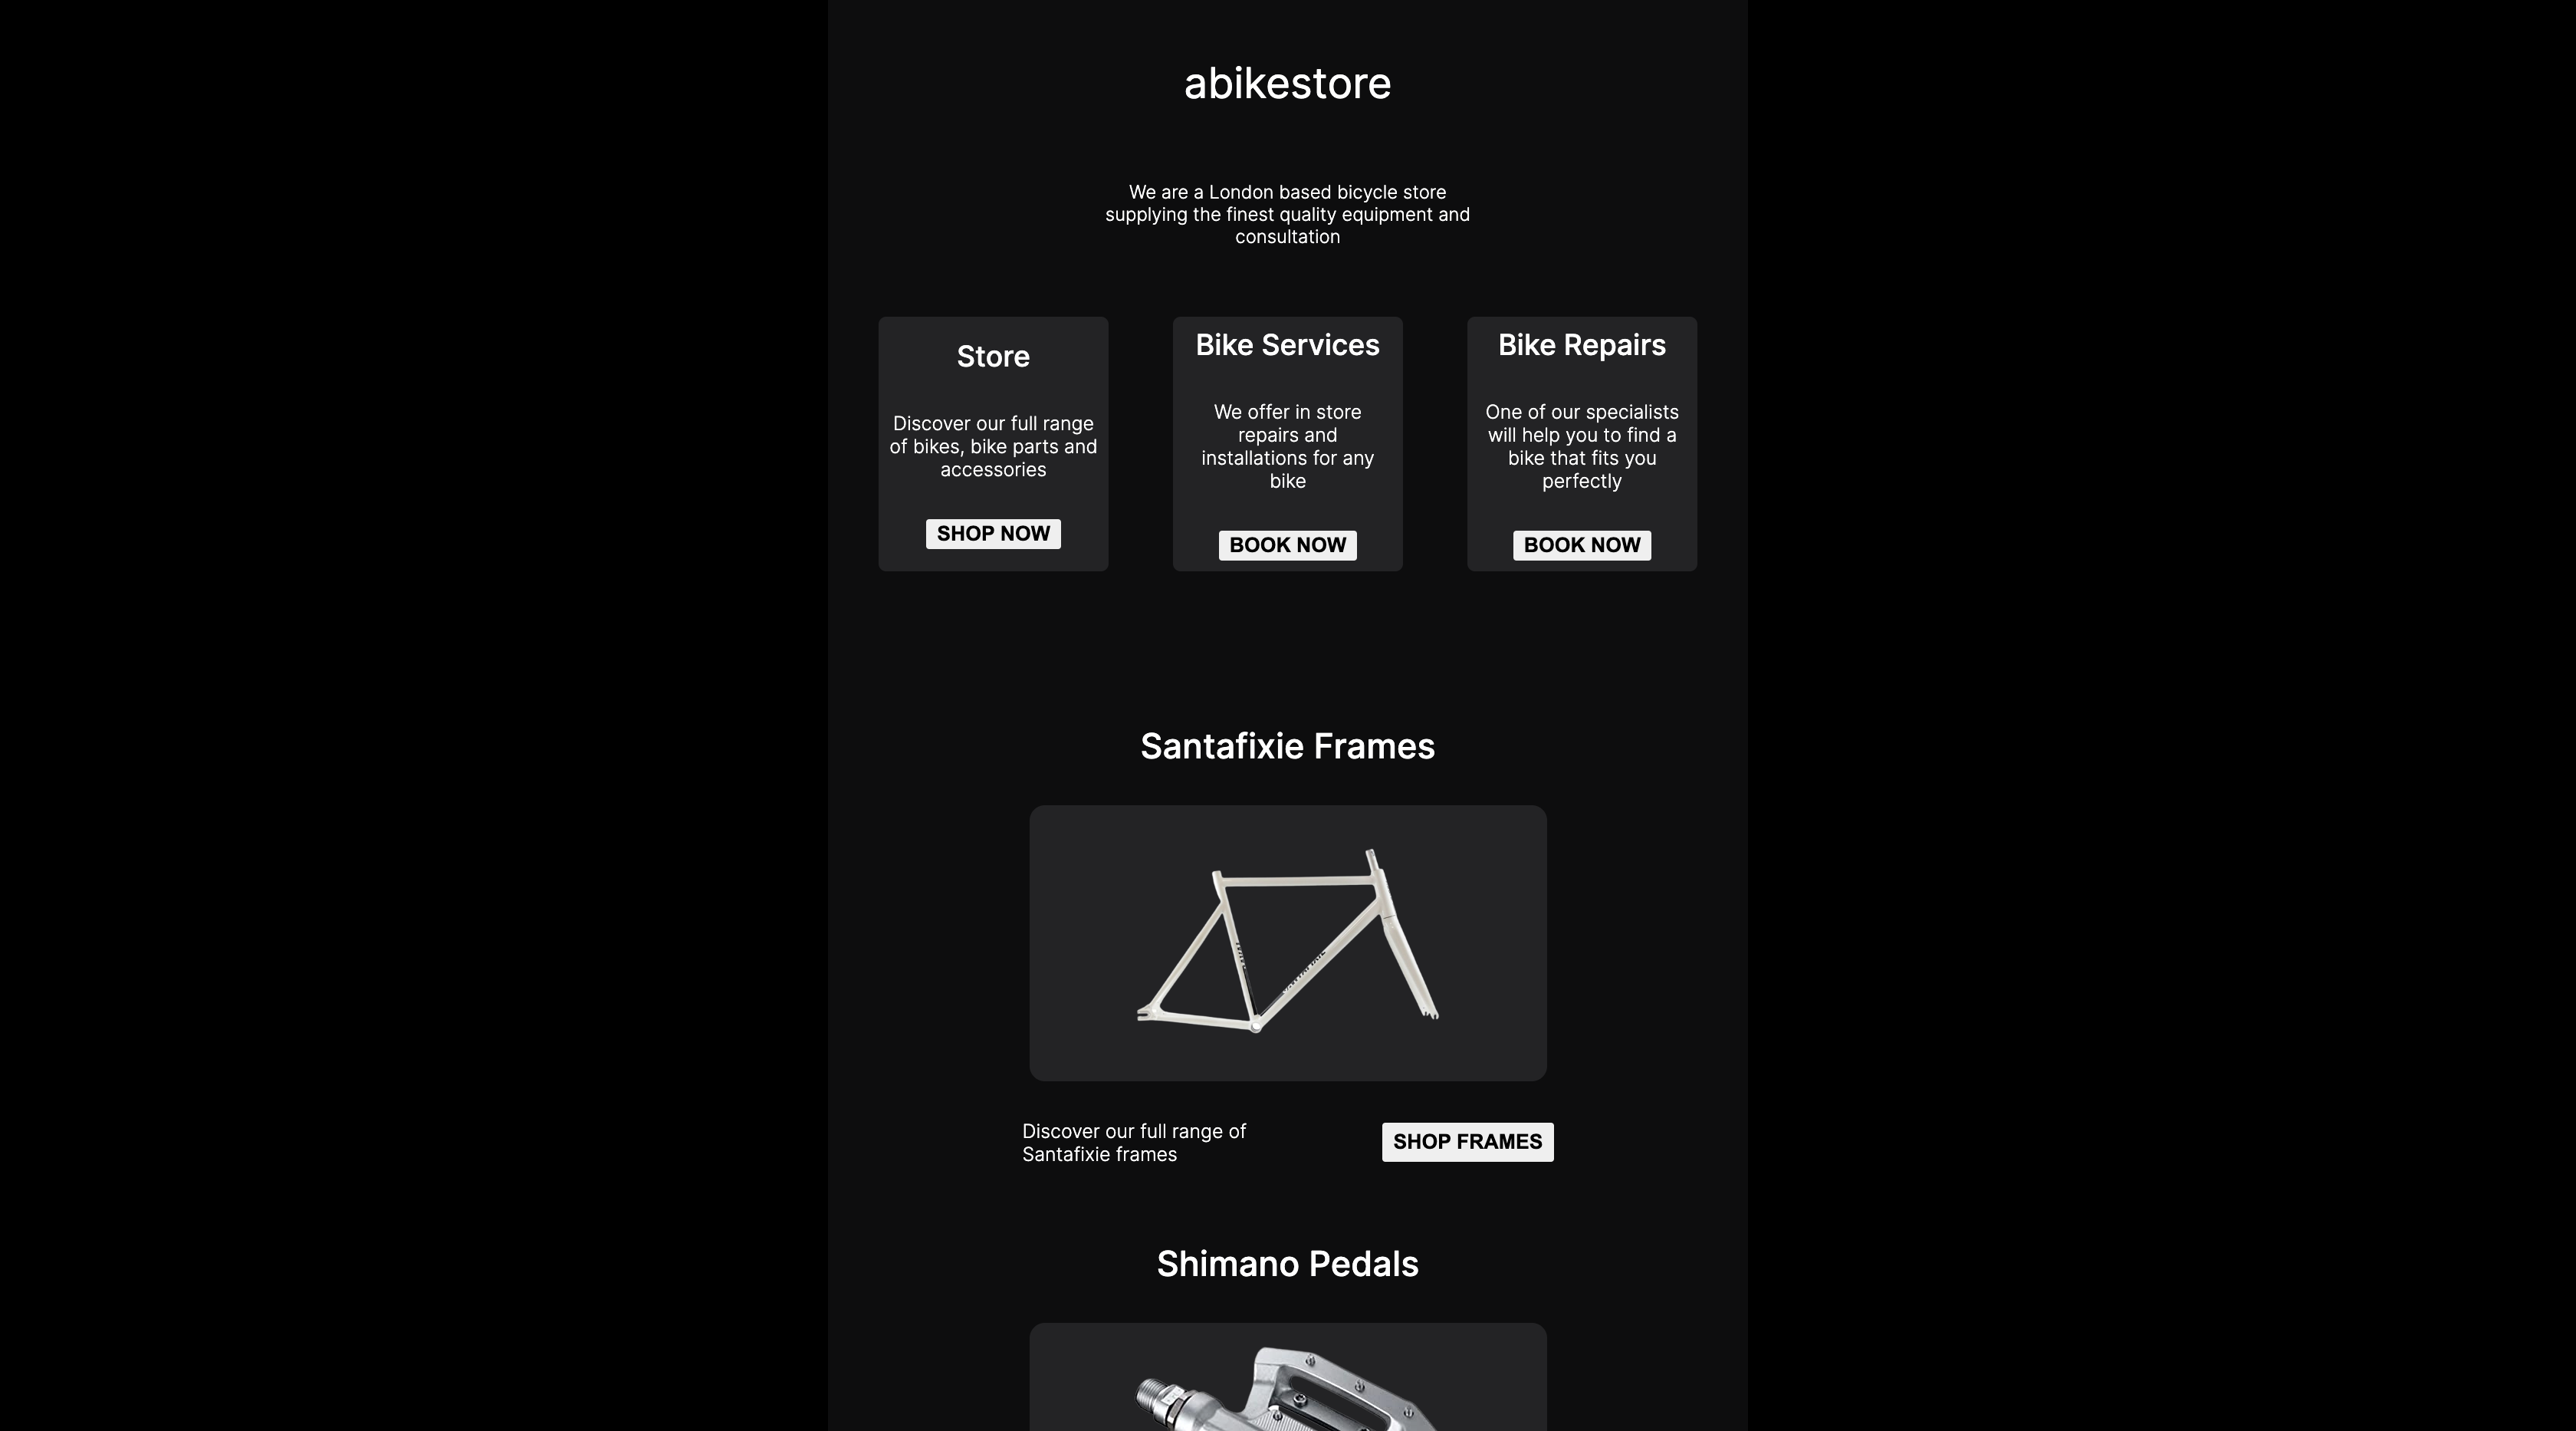 abikestore
We are a London based bicycle store
supplying the finest quality equipment and
consultation
Store
Discover our full range
of bikes, bike parts and
accessories
SHOP NOW
Bike Services
We offer in store
repairs and
installations for any
bike
BOOK NOW
Bike Repairs
One of our specialists
will help you to find a
bike that fits you
perfectly
BOOK NOW
Santafixie Frames
Discover our full range of
Santafixie frames
SHOP FRAMES
Shimano Pedals